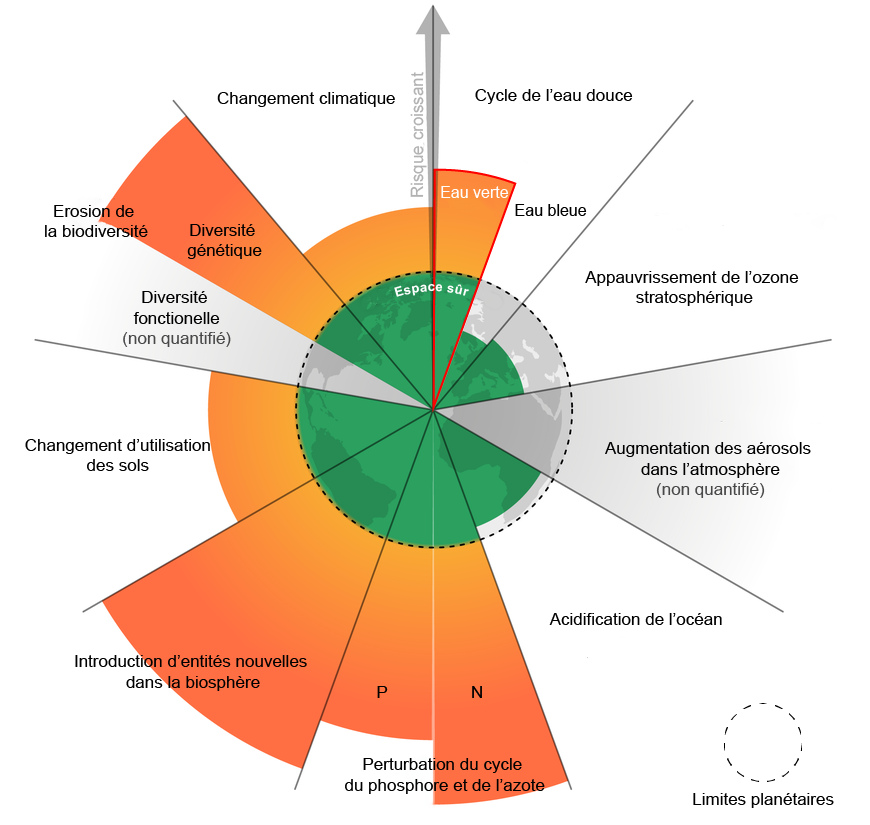 Risque croissant
Changement climatique
Cycle de l’eau douce
Eau verte
Eau bleue
Erosion de
la biodiversité
Diversité
génétique
Appauvrissement de l’ozone
stratosphérique
Espace sûr
Diversité
fonctionelle
(non quantifié)
Changement d’utilisation
des sols
Augmentation des aérosols
dans l’atmosphère
(non quantifié)
Acidification de l’océan
Introduction d’entités nouvelles
dans la biosphère
P
N
Perturbation du cycle
du phosphore et de l’azote
Limites planétaires